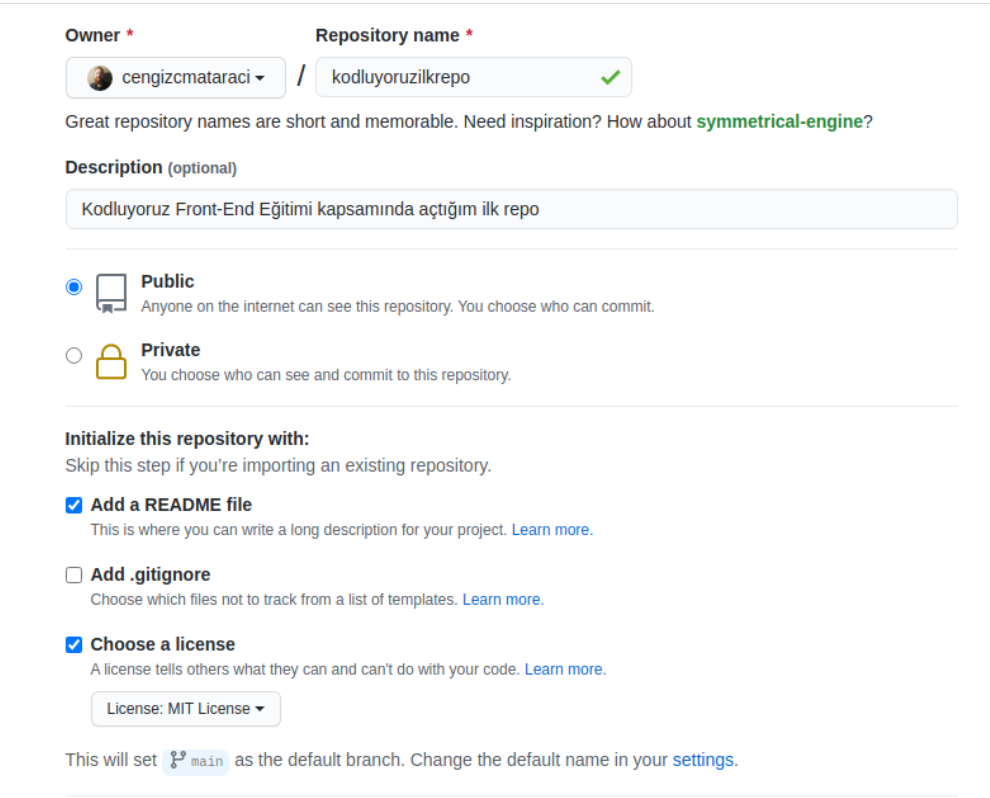 Owner * Repository name *
cengizcmataraci / kodluyoruzilkrepo
Great repository names are short and memorable. Need inspiration? How about symmetrical-engine?
Description (optional)
Kodluyoruz Front-End Eğitimi kapsamında açtığım ilk repo
Public
Anyone on the internet can see this repository. You choose who can commit.
Private
You choose who can see and commit to this repository.
Initialize this repository with:
Skip this step if you're importing an existing repository.
Add a README file
This is where you can write a long description for your project. Learn more.
Add .gitignore
Choose which files not to track from a list of templates. Learn more.
Choose a license
A license tells others what they can and can't do with your code. Learn more.
License: MIT License
This will set main as the default branch. Change the default name in your settings.